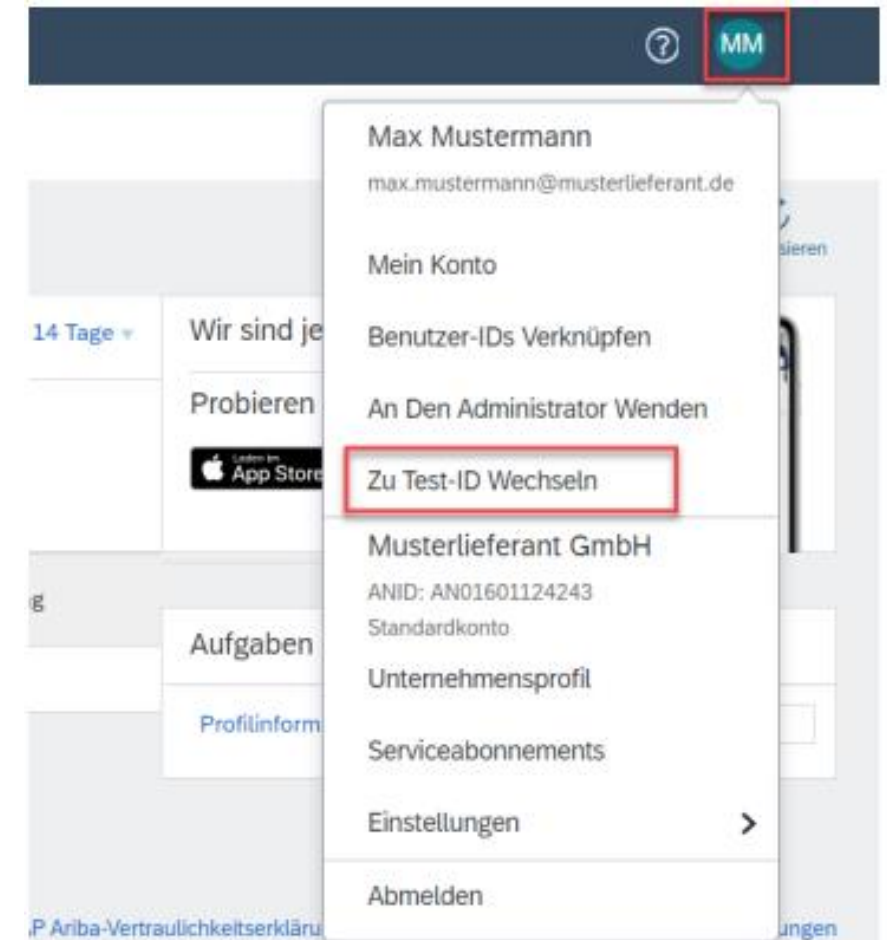 ?
MM
Max Mustermann
max.mustermann@musterlieferant.de
Mein Konto
Benutzer-IDs Verknüpfen
An Den Administrator Wenden
Zu Test-ID Wechseln
Musterlieferant GmbH
ANID: AN01601124243
Standardkonto
Unternehmensprofil
Serviceabonnements
Einstellungen
Abmelden
sieren
14 Tage
Wir sind je
Probieren
Laden im
App Store
g
Aufgaben
Profilinform
P Ariba-Vertraulichkeitserkläru
ungen